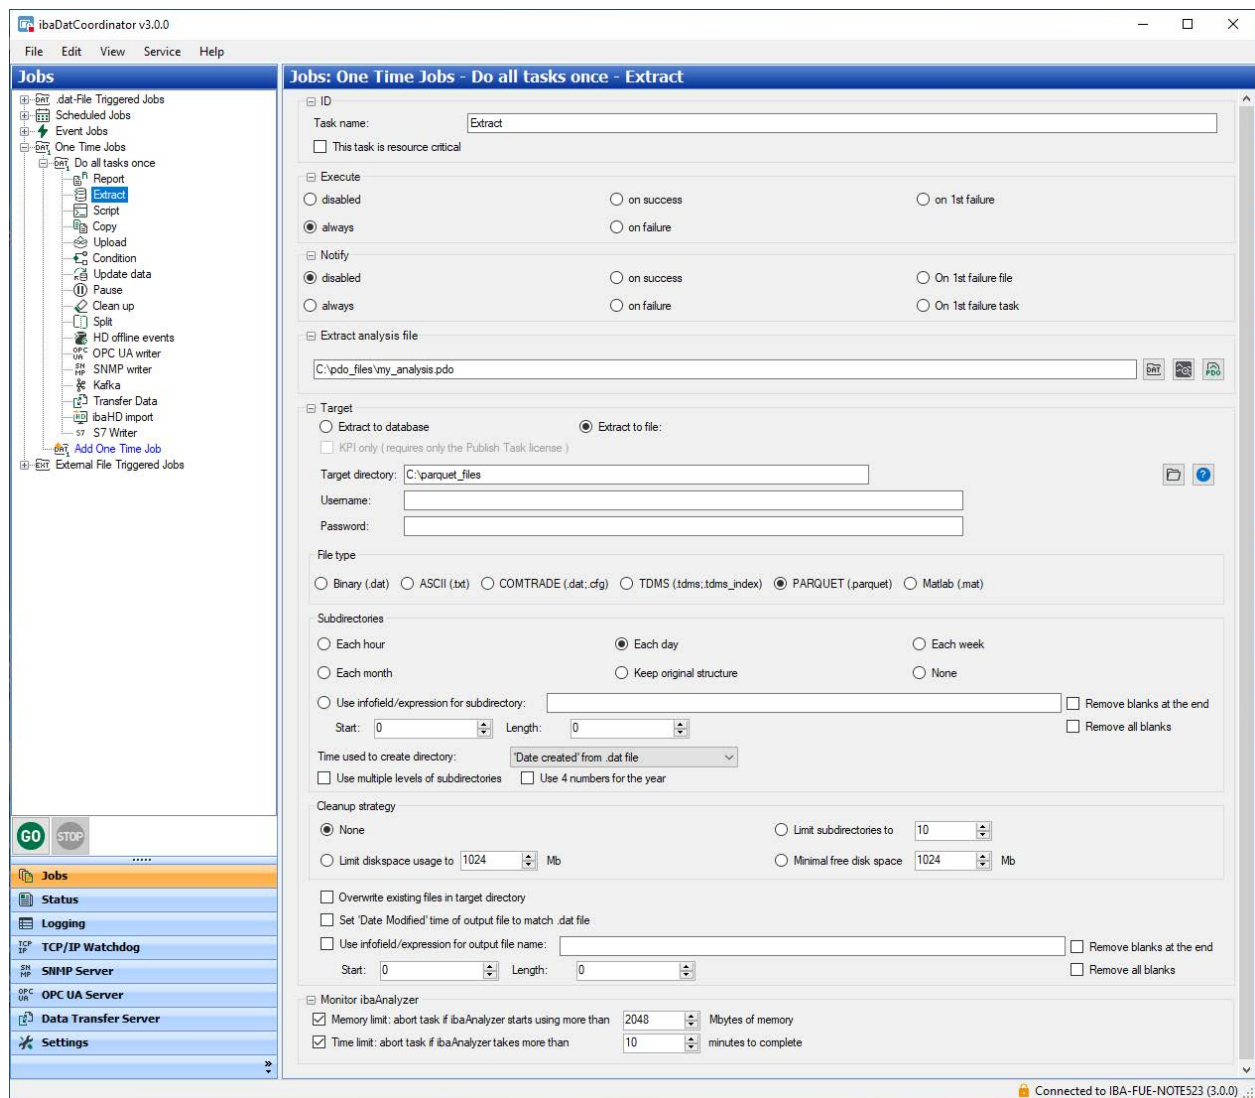 ibaDatCoordinator v3.0.0
File Edit View Service Help
Jobs
.dat-File Triggered Jobs
Scheduled Jobs
Event Jobs
One Time Jobs
Do all tasks once
Report
Extract
Script
Copy
Upload
Condition
Update data
Pause
Clean up
Split
HD offline events
OPC UA writer
SNMP writer
Kafka
Transfer Data
ibaHD import
S7 Writer
Add One Time Job
External File Triggered Jobs
GO STOP
Jobs
Status
Logging
TCP/IP Watchdog
SNMP Server
OPC UA Server
Data Transfer Server
Settings
Jobs: One Time Jobs - Do all tasks once - Extract
ID
Task name: Extract
This task is resource critical
Execute
disabled on success on 1st failure
always on failure
Notify
disabled on success On 1st failure file
always on failure On 1st failure task
Extract analysis file
C:\pdo_files\my_analysis.pdo
Target
Extract to database Extract to file:
KPI only ( requires only the Publish Task license )
Target directory: C:\parquet_files
Username:
Password:
File type
Binary (.dat) ASCII (.txt) COMTRADE (.dat;.cfg) TDMS (.tdms;.tdms_index) PARQUET (.parquet) Matlab (.mat)
Subdirectories
Each hour Each day Each week
Each month Keep original structure None
Use infofield/expression for subdirectory: Remove blanks at the end
Start: 0 Length: 0 Remove all blanks
Time used to create directory: 'Date created' from .dat file
Use multiple levels of subdirectories Use 4 numbers for the year
Cleanup strategy
None Limit subdirectories to 10
Limit diskspace usage to 1024 Mb Minimal free disk space 1024 Mb
Overwrite existing files in target directory
Set 'Date Modified' time of output file to match .dat file
Use infofield/expression for output file name: Remove blanks at the end
Start: 0 Length: 0 Remove all blanks
Monitor ibaAnalyzer
Memory limit: abort task if ibaAnalyzer starts using more than 2048 Mbytes of memory
Time limit: abort task if ibaAnalyzer takes more than 10 minutes to complete
Connected to IBA-FUE-NOTE523 (3.0.0)